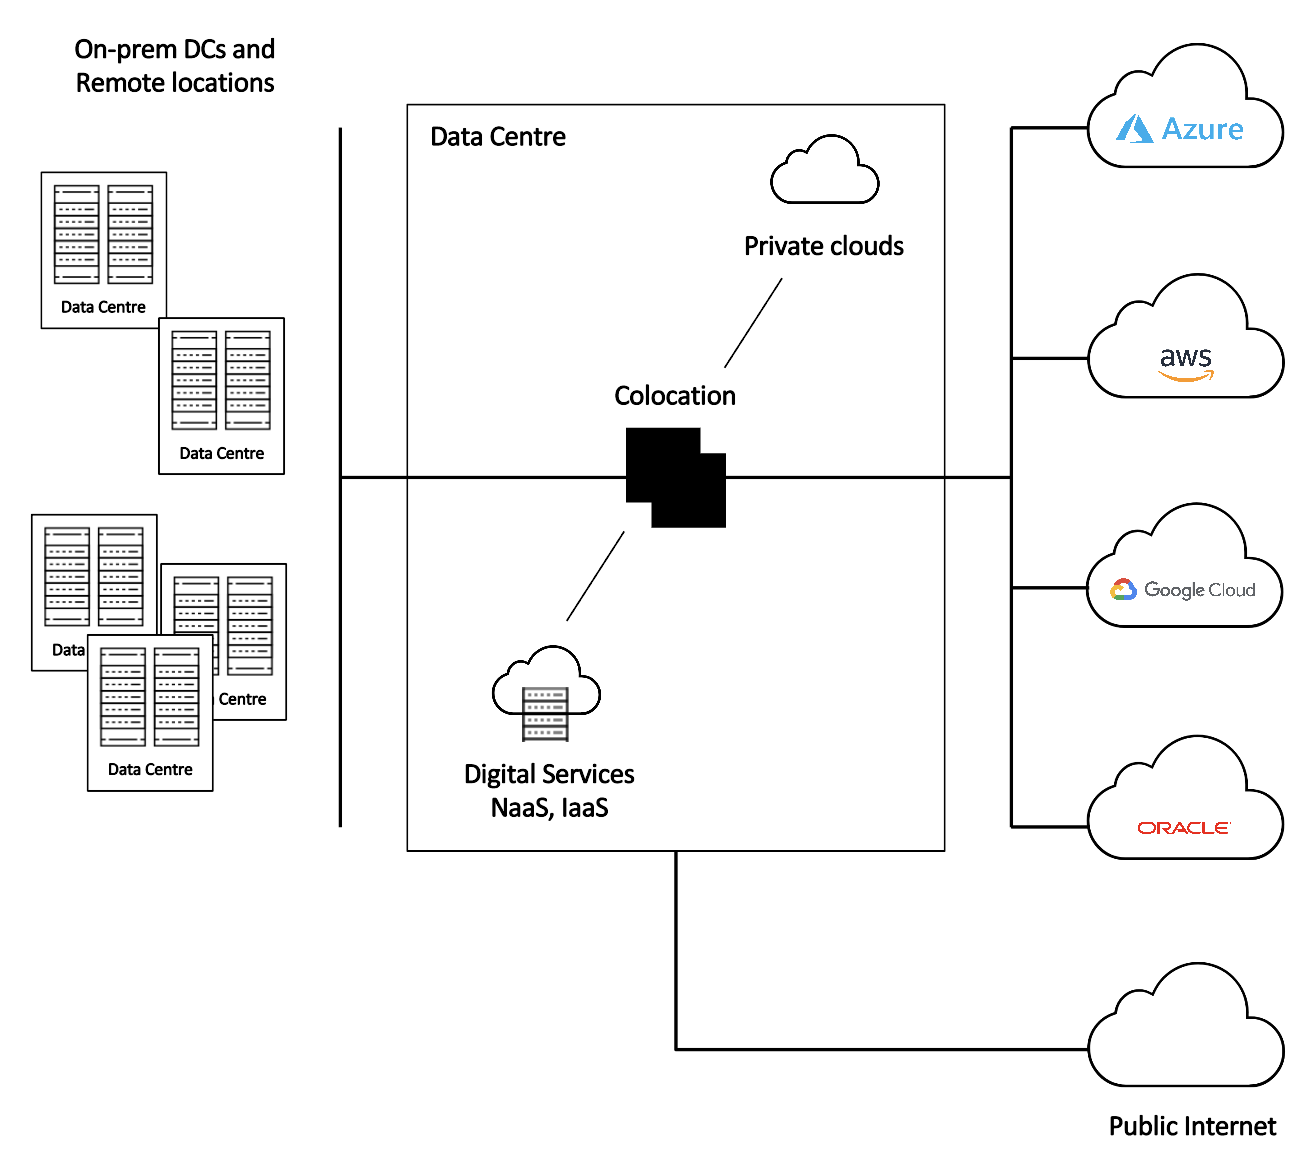 On-prem DCs and
Remote locations
Data Centre
Data Centre
Data
Centre
Data Centre
Data Centre
Private clouds
Colocation
Digital Services
NaaS, IaaS
Azure
aws
Google Cloud
ORACLE
Public Internet